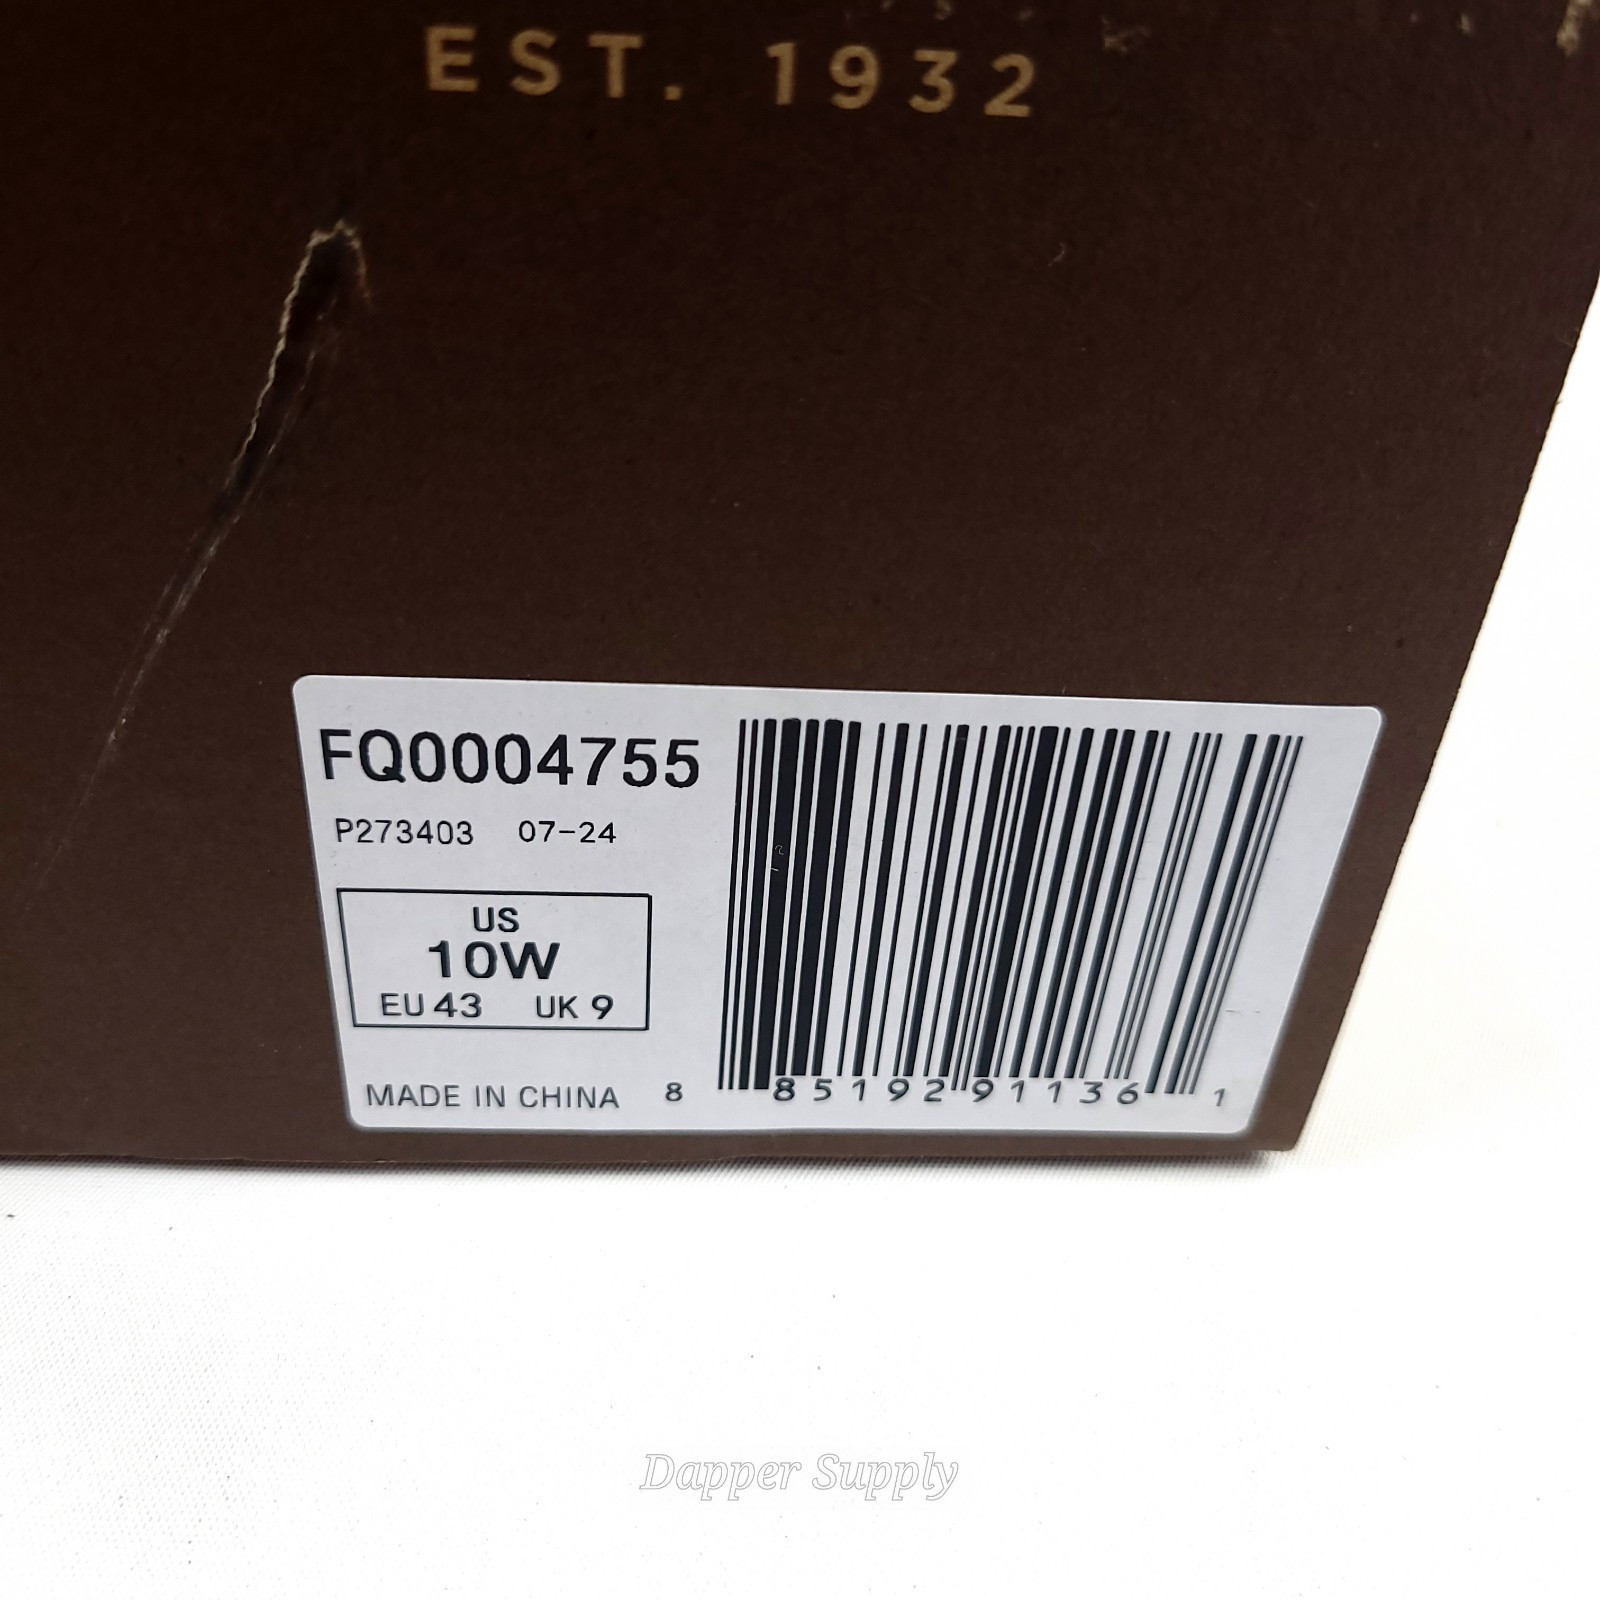 EST. 1932
FQ0004755
P273403 07-24
US
10W
EU 43 UK 9
MADE IN CHINA
8 85192 91136 1
Dapper Supply